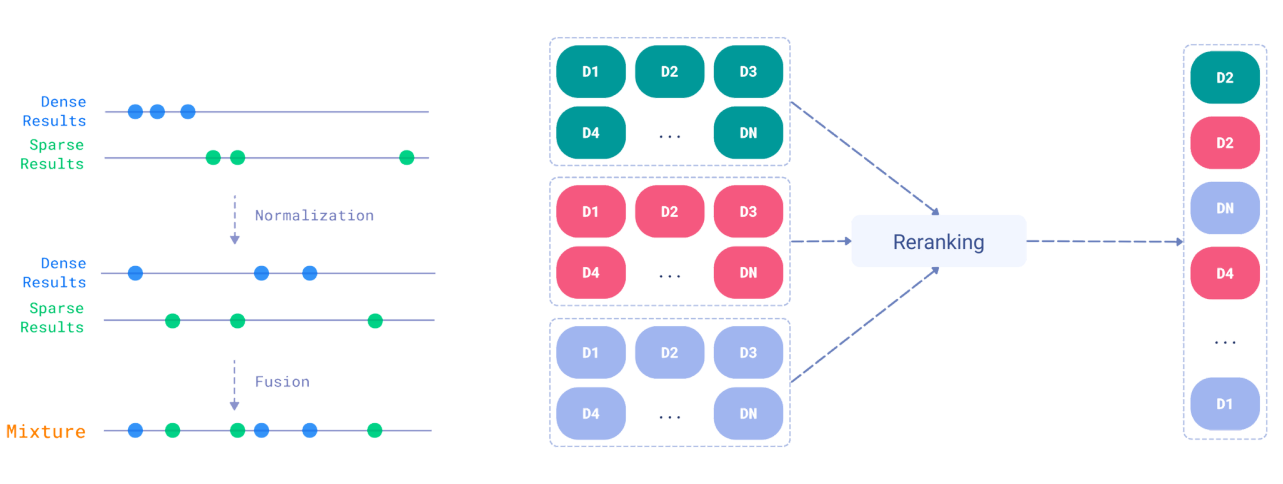 Dense
Results
Sparse
Results
Normalization
Dense
Results
Sparse
Results
Fusion
Mixture
D1 D2 D3
D4 ... DN
D1 D2 D3
D4 ... DN
D1 D2 D3
D4 ... DN
Reranking
D2
D2
DN
D4
...
D1